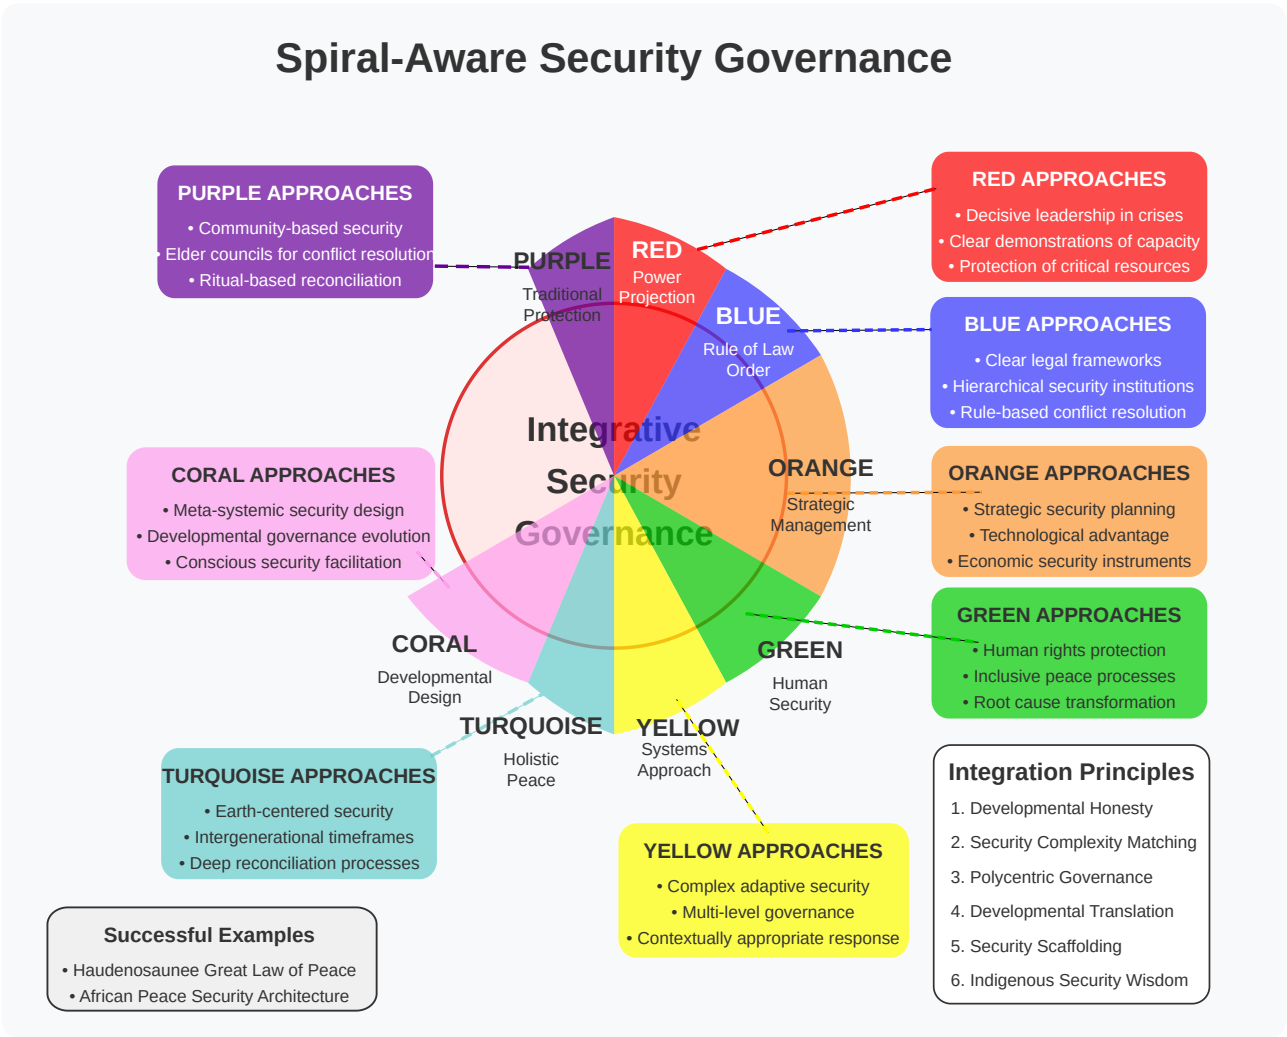 Spiral-Aware Security Governance
PURPLE APPROACHES
• Community-based security
• Elder councils for conflict resolution
• Ritual-based reconciliation
RED APPROACHES
• Decisive leadership in crises
• Clear demonstrations of capacity
• Protection of critical resources
PURPLE
Traditional
Protection
RED
Power
Projection
BLUE
Rule of Law
Order
BLUE APPROACHES
• Clear legal frameworks
• Hierarchical security institutions
• Rule-based conflict resolution
Integrative
Security
Governance
CORAL APPROACHES
• Meta-systemic security design
• Developmental governance evolution
• Conscious security facilitation
ORANGE
Strategic
Management
ORANGE APPROACHES
• Strategic security planning
• Technological advantage
• Economic security instruments
GREEN APPROACHES
• Human rights protection
• Inclusive peace processes
• Root cause transformation
CORAL
Developmental
Design
GREEN
Human
Security
TURQUOISE
Holistic
Peace
YELLOW
Systems
Approach
TURQUOISE APPROACHES
• Earth-centered security
• Intergenerational timeframes
• Deep reconciliation processes
YELLOW APPROACHES
• Complex adaptive security
• Multi-level governance
• Contextually appropriate response
Integration Principles
1. Developmental Honesty
2. Security Complexity Matching
3. Polycentric Governance
4. Developmental Translation
5. Security Scaffolding
6. Indigenous Security Wisdom
Successful Examples
• Haudenosaunee Great Law of Peace
• African Peace Security Architecture